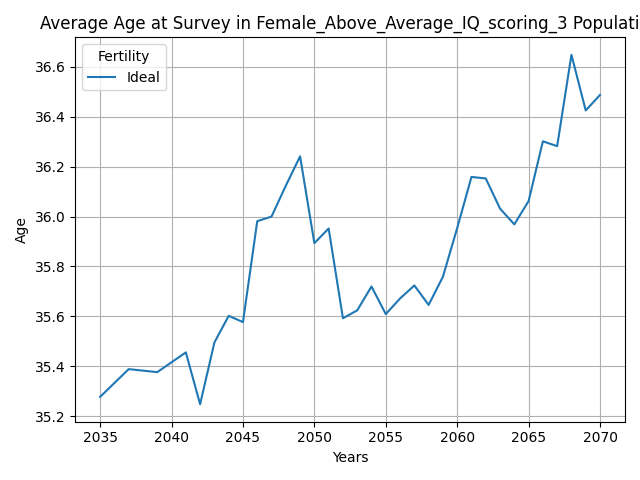 Average Age at Survey in Female_Above_Average_IQ_scoring_3 Populati
Fertility
Ideal
36.6
36.4
36.2
36.0
35.8
35.6
35.4
35.2
Age
2035 2040 2045 2050 2055 2060 2065 2070
Years